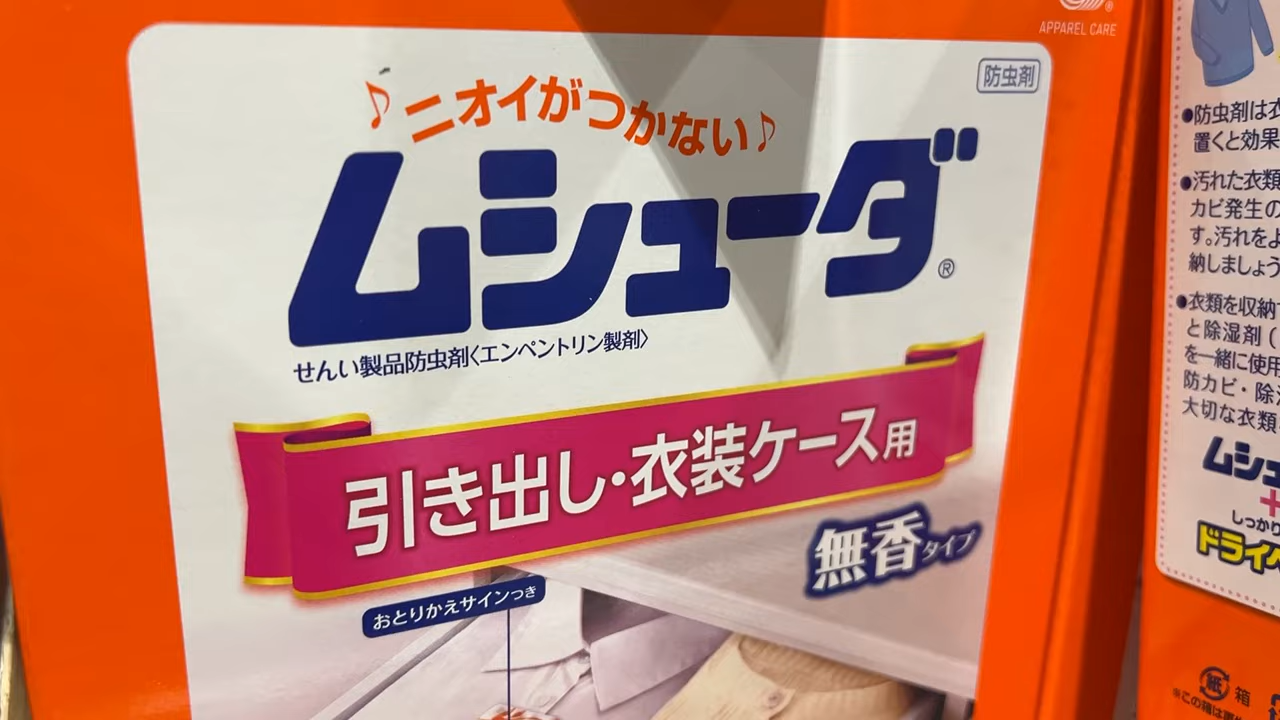 APPAREL CARE
防虫剤
♪ニオイがつかない♪
ムシューダ®
せんい製品防虫剤〈エンペントリン製剤〉
引き出し・衣装ケース用
無香タイプ
おとりかえサインつき
●防虫剤は衣
置くと効果
●汚れた衣類
カビ発生の
す。汚れをよ
納しましょう
●衣類を収納
と除湿剤(
を一緒に使用
防カビ・除
大切な衣類
ムシュ
+
しっかり
ドライ
紙 箱
※この箱は